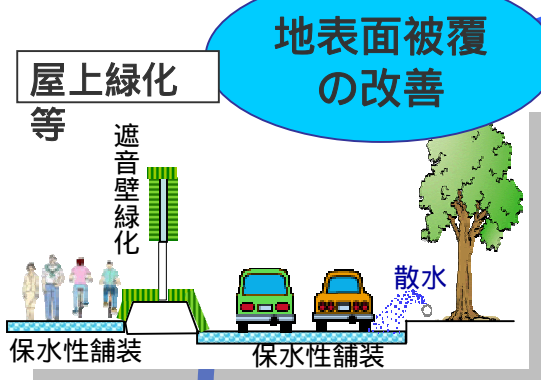 地表面被覆
の改善
屋上緑化
等
遮音壁緑化
散水
保水性舗装
保水性舗装